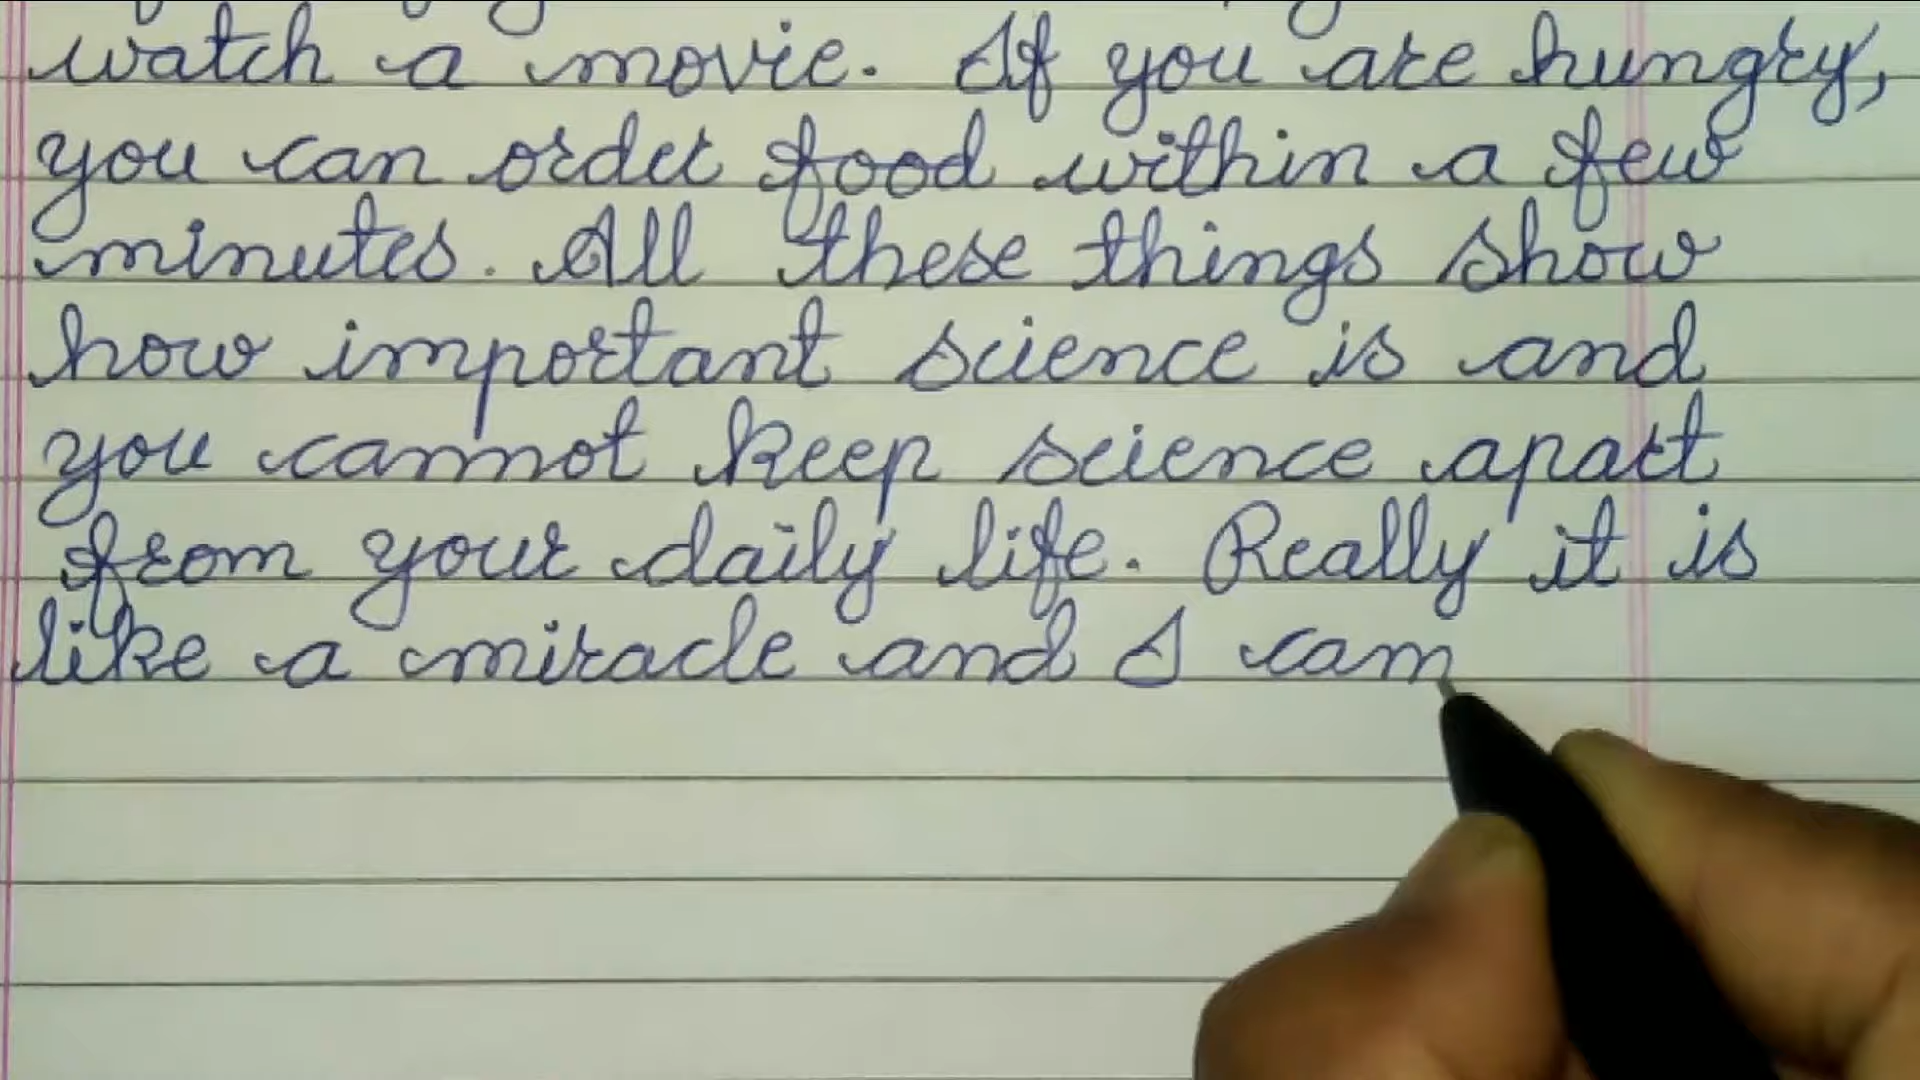 watch a movie. If you are hungry,
you can order food within a few
minutes. All these things show
how important science is and
you cannot keep science apart
from your daily life. Really it is
like a miracle and I cam